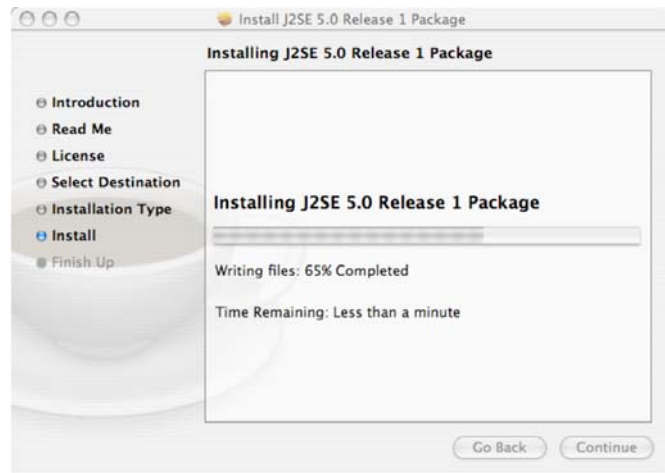 Install J2SE 5.0 Release 1 Package
Installing J2SE 5.0 Release 1 Package
Introduction
Read Me
License
Select Destination
Installation Type
Install
Finish Up
Installing J2SE 5.0 Release 1 Package
Writing files: 65% Completed
Time Remaining: Less than a minute
Go Back Continue